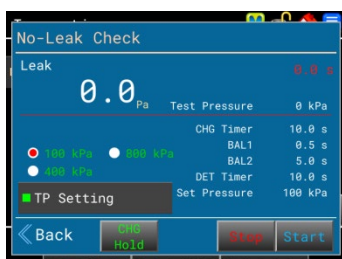 No-Leak Check
Leak
0.0 s
0.0 Pa
Test Pressure 0 kPa
CHG Timer 10.0 s
BAL1 0.5 s
100 kPa 800 kPa
BAL2 5.0 s
400 kPa
DET Timer 10.0 s
TP Setting
Set Pressure 100 kPa
Back
CHG
Hold
Stop
Start